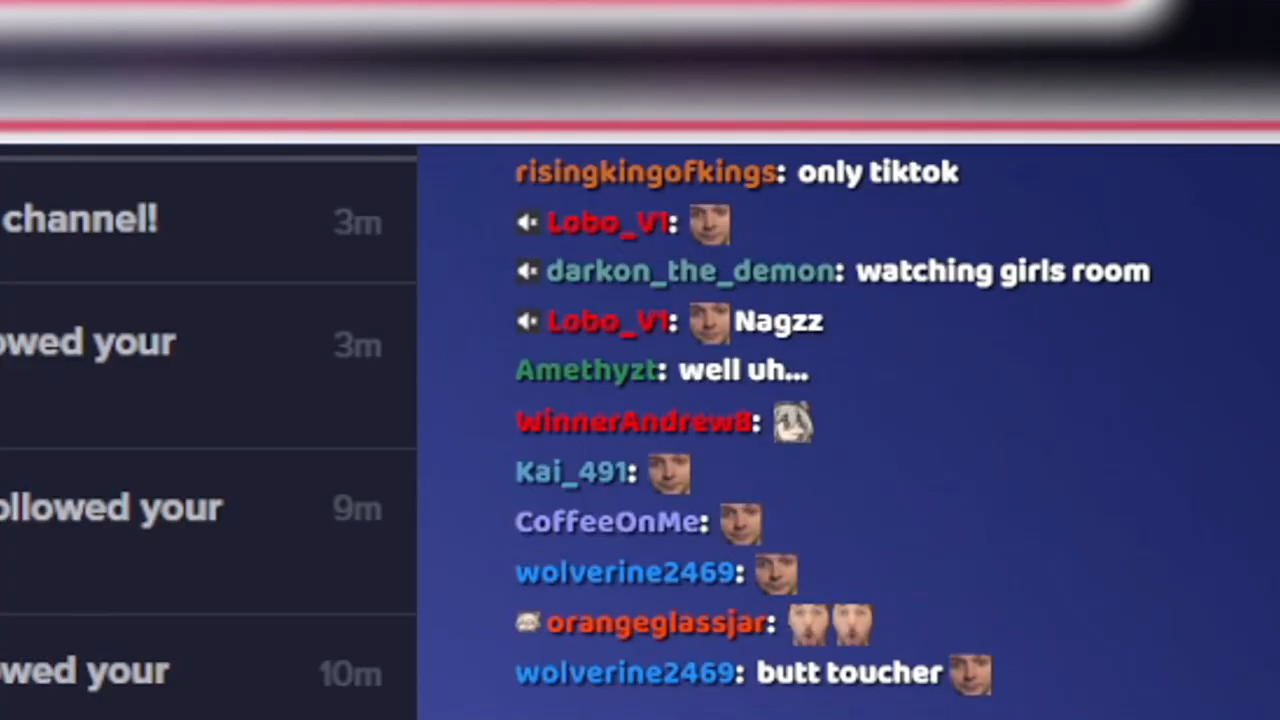 channel! 3m
owed your 3m
ollowed your 9m
owed your 10m
risingkingofkings: only tiktok
Lobo_V1:
darkon_the_demon: watching girls room
Lobo_V1: Nagzz
Amethyzt: well uh...
WinnerAndrew8:
Kai_491:
CoffeeOnMe:
wolverine2469:
orangeglassjar:
wolverine2469: butt toucher